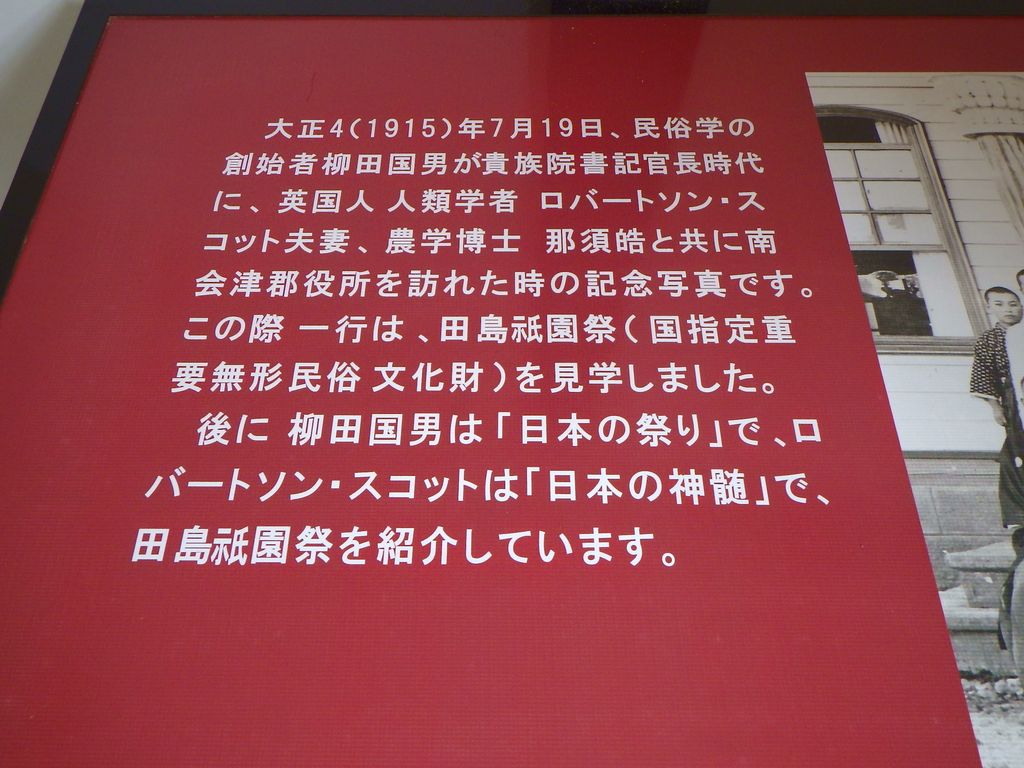 大正4(1915)年7月19日、民俗学の
創始者柳田国男が貴族院書記官長時代
に、英国人 人類学者 ロバートソン・ス
コット夫妻、農学博士 那須皓と共に南
会津郡役所を訪れた時の記念写真です。
この際 一行は、田島祇園祭(国指定重
要無形民俗 文化財)を見学しました。
後に 柳田国男は「日本の祭り」で、ロ
バートソン・スコットは「日本の神髄」で、
田島祇園祭を紹介しています。